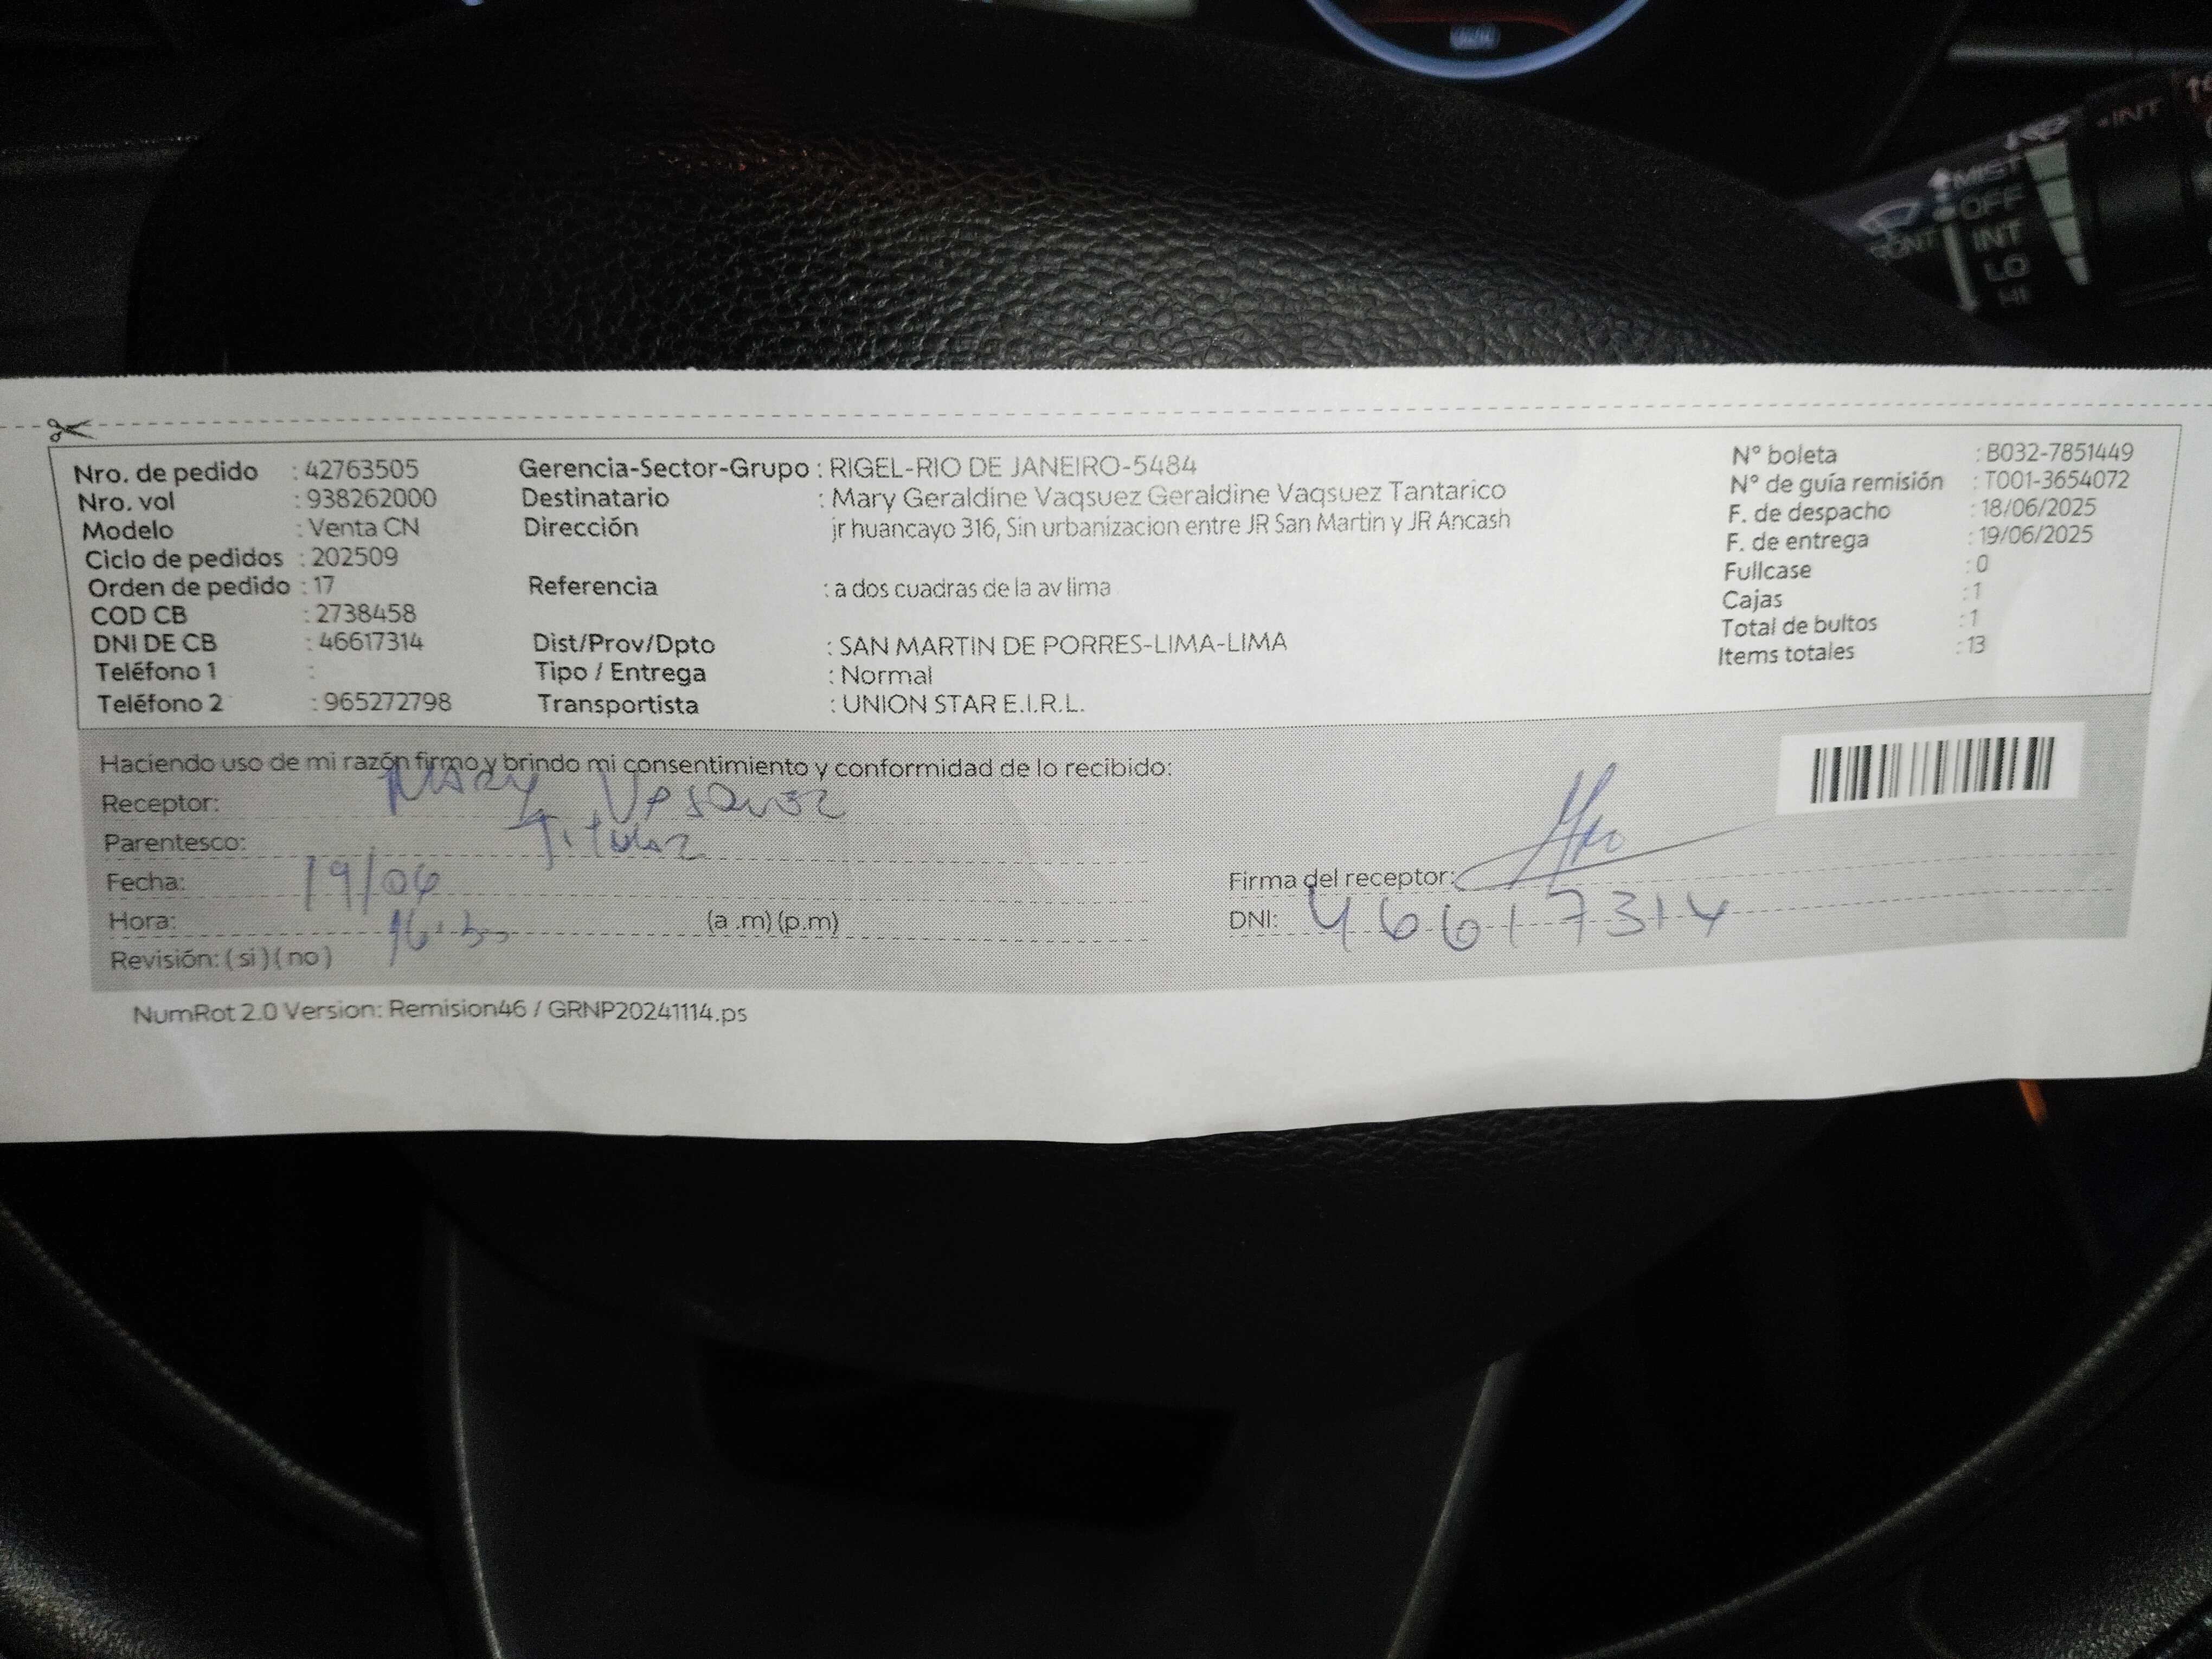 Nro. de pedido : 42763505
Nro. vol : 938262000
Modelo : Venta CN
Ciclo de pedidos : 202509
Orden de pedido : 17
COD CB : 2738458
DNI DE CB : 46617314
Teléfono 1 :
Teléfono 2 : 965272798
Gerencia-Sector-Grupo : RIGEL-RIO DE JANEIRO-5484
Destinatario : Mary Geraldine Vaqsuez Geraldine Vaqsuez Tantarico
Dirección jr huancayo 316, Sin urbanizacion entre JR San Martin y JR Ancash
Referencia : a dos cuadras de la av lima
Dist/Prov/Dpto : SAN MARTIN DE PORRES-LIMA-LIMA
Tipo / Entrega : Normal
Transportista : UNION STAR E.I.R.L.
N° boleta : B032-7851449
N° de guía remisión : T001-3654072
F. de despacho : 18/06/2025
F. de entrega : 19/06/2025
Fullcase : 0
Cajas : 1
Total de bultos : 1
Items totales : 13
Haciendo uso de mi razón firmo y brindo mi consentimiento y conformidad de lo recibido:
Receptor: Mary Vasquez
Parentesco: Titular
Fecha: 19/06
Hora: (a .m) (p.m)
Revisión: ( si ) ( no )
Firma del receptor:
DNI: 46617314
NumRot 2.0 Version: Remision46 / GRNP20241114.ps
MIST
OFF
INT
LO
INT